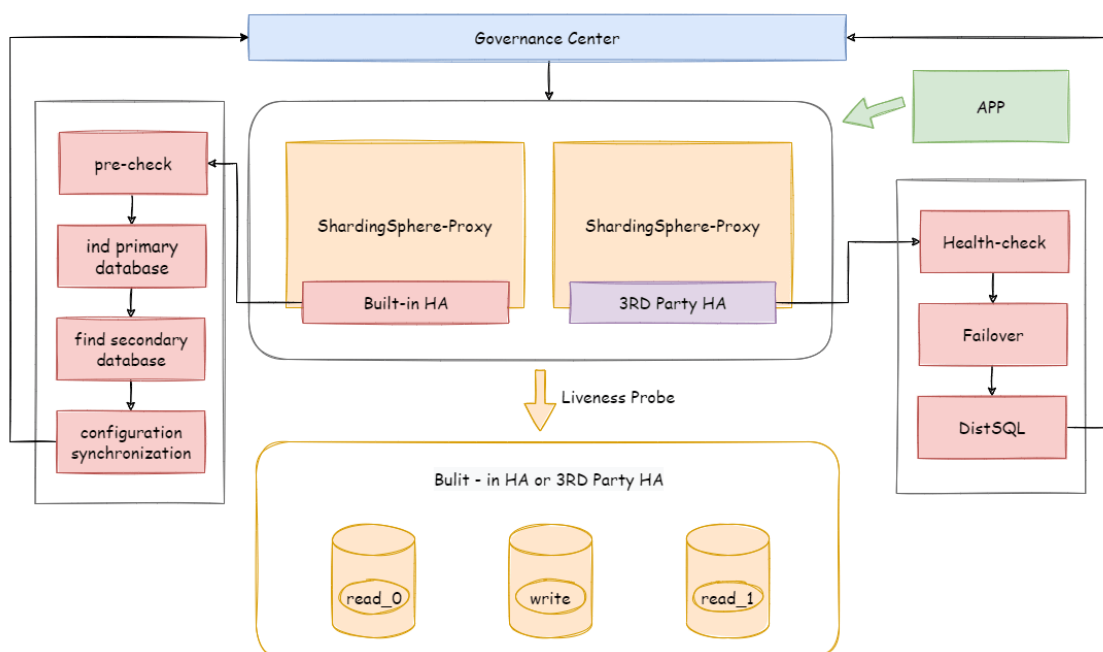 Governance Center
APP
pre-check
ind primary
database
find secondary
database
configuration
synchronization
ShardingSphere-Proxy
Built-in HA
ShardingSphere-Proxy
3RD Party HA
Health-check
Failover
DistSQL
Liveness Probe
Bulit - in HA or 3RD Party HA
read_0
write
read_1